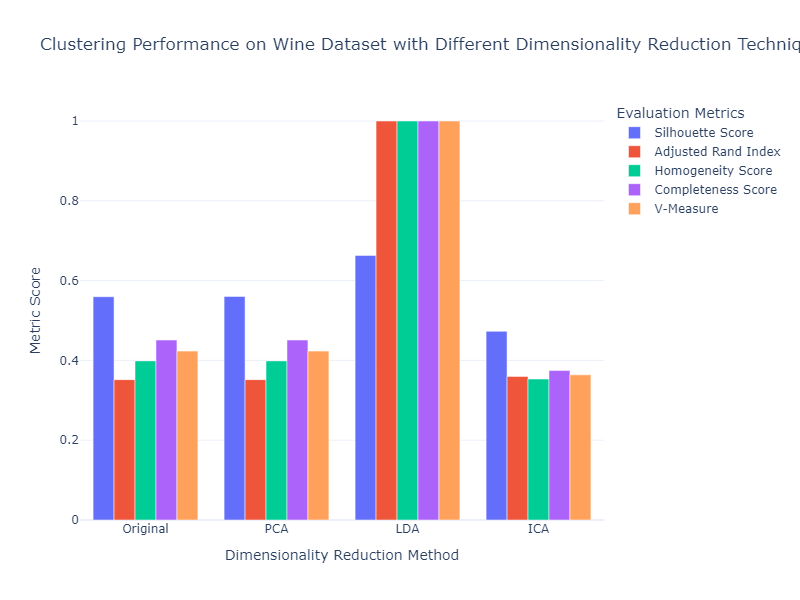 Clustering Performance on Wine Dataset with Different Dimensionality Reduction
Evaluation Metrics
Silhouette Score
Adjusted Rand Index
Homogeneity Score
Completeness Score
V-Measure
Metric Score
1
0.8
0.6
0.4
0.2
0
Original PCA LDA ICA
Dimensionality Reduction Method